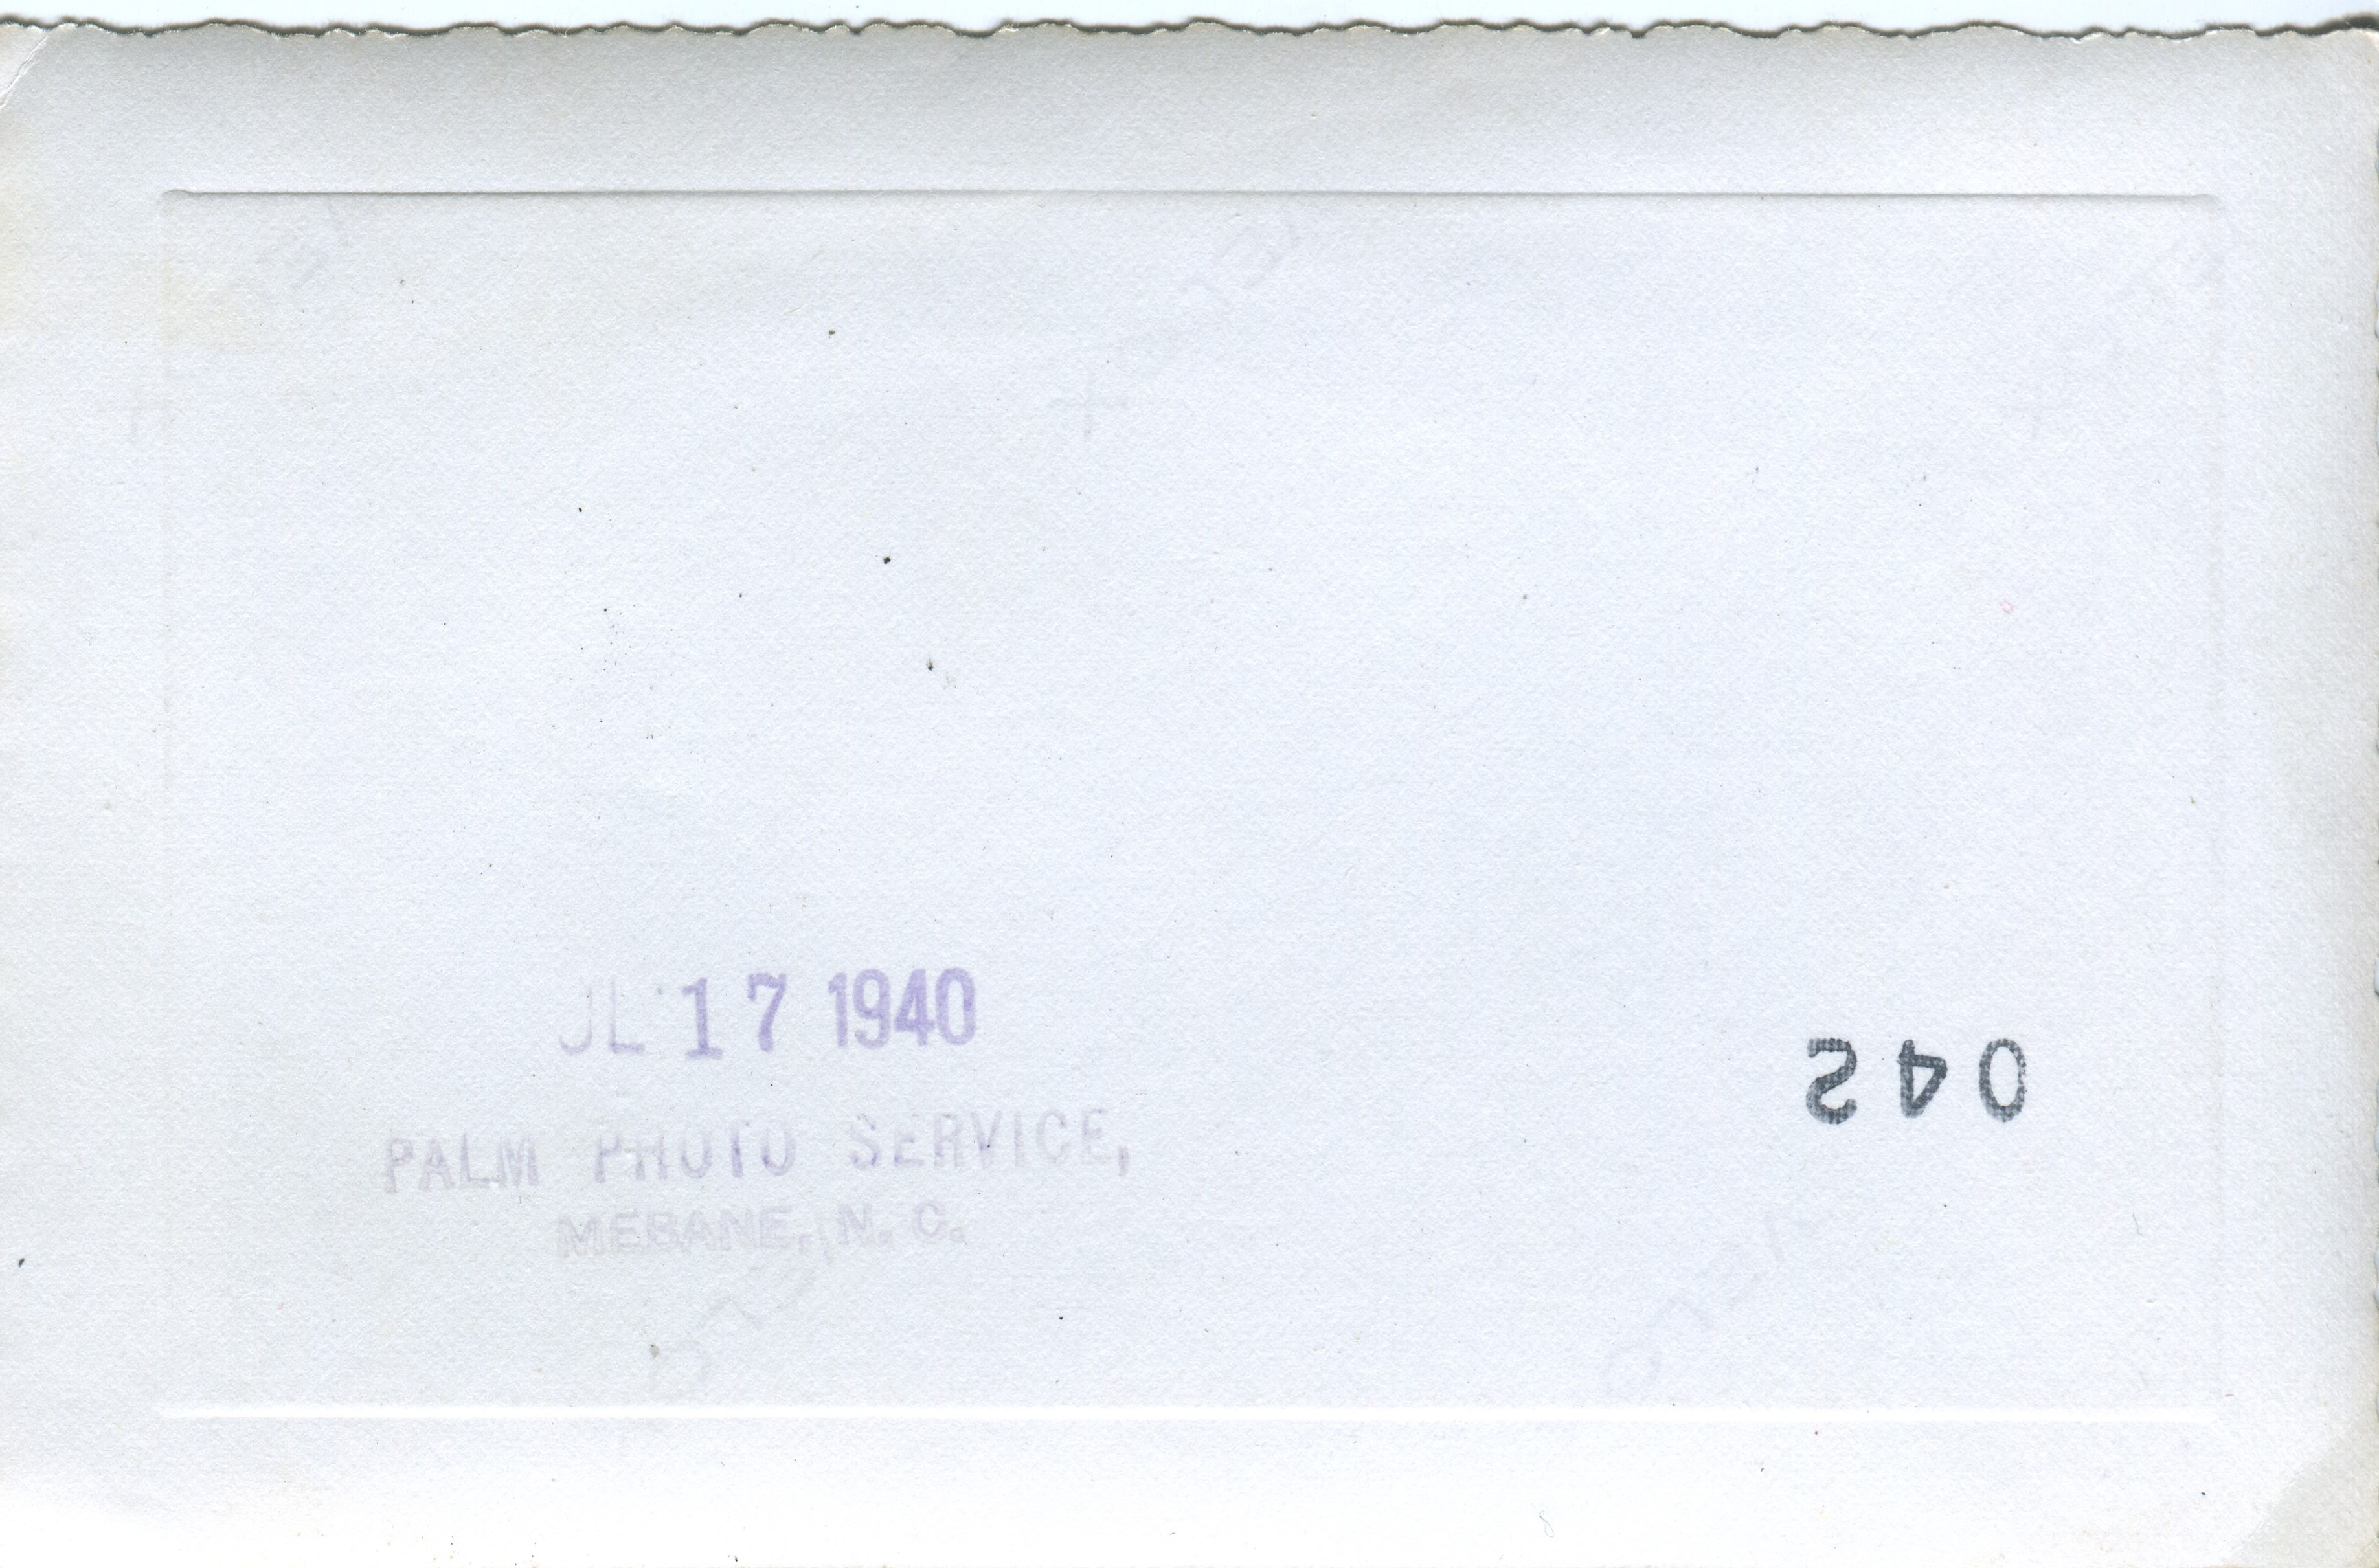 JL 17 1940
PALM PHOTO SERVICE,
MEBANE, N. C.
042